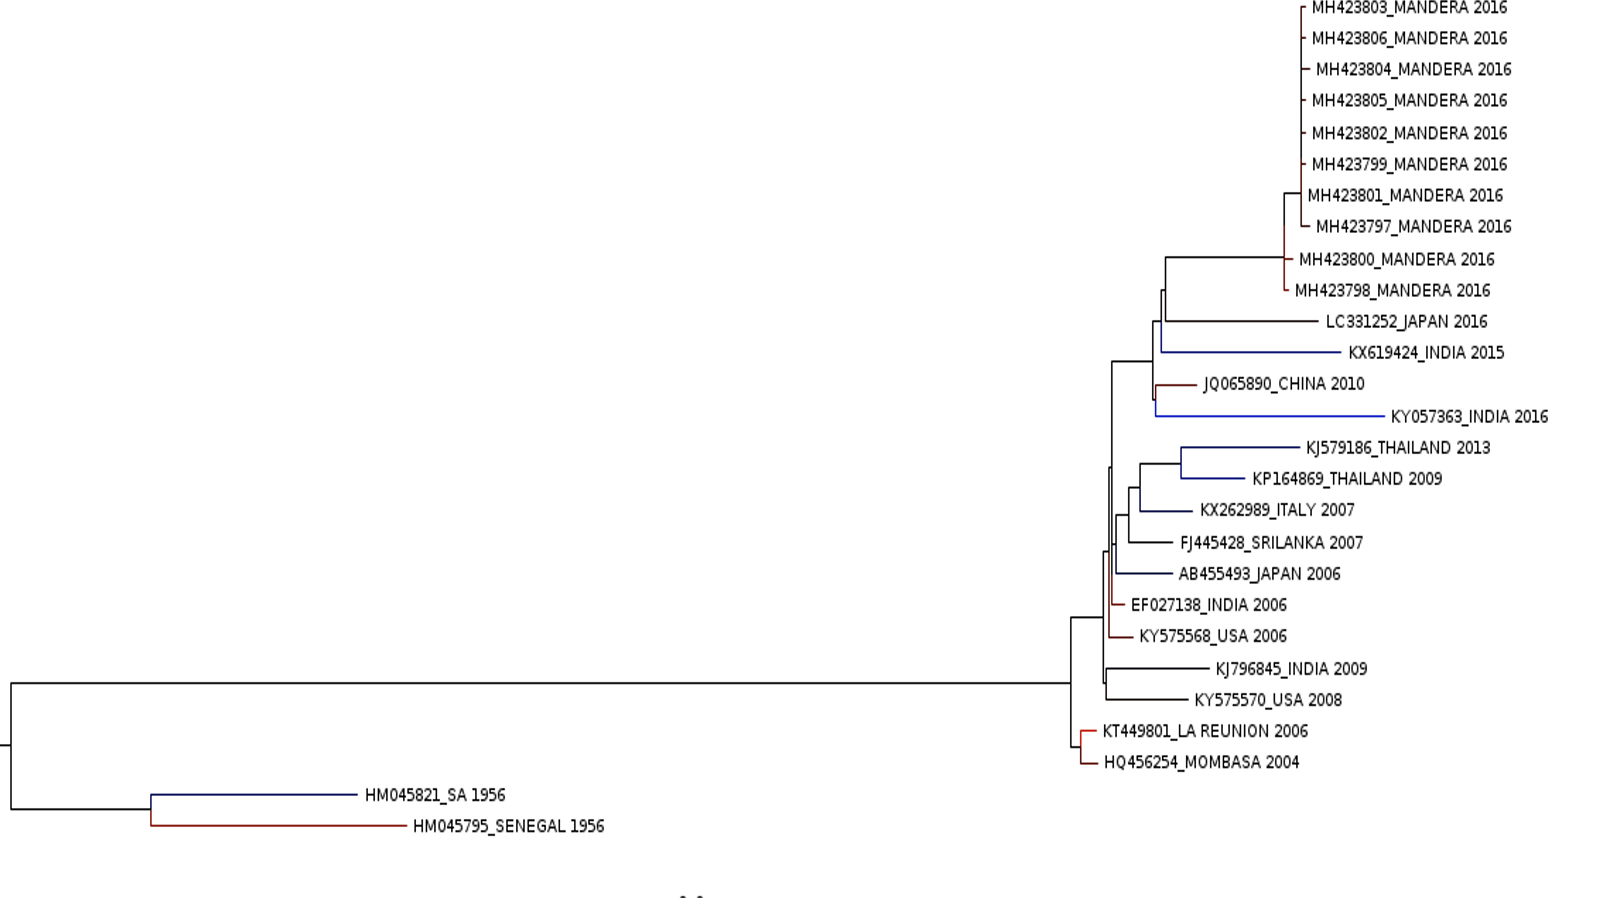 MH423803_MANDERA 2016
MH423806_MANDERA 2016
MH423804_MANDERA 2016
MH423805_MANDERA 2016
MH423802_MANDERA 2016
MH423799_MANDERA 2016
MH423801_MANDERA 2016
MH423797_MANDERA 2016
MH423800_MANDERA 2016
MH423798_MANDERA 2016
LC331252_JAPAN 2016
KX619424_INDIA 2015
JQ065890_CHINA 2010
KY057363_INDIA 2016
KJ579186_THAILAND 2013
KP164869_THAILAND 2009
KX262989_ITALY 2007
FJ445428_SRILANKA 2007
AB455493_JAPAN 2006
EF027138_INDIA 2006
KY575568_USA 2006
KJ796845_INDIA 2009
KY575570_USA 2008
KT449801_LA REUNION 2006
HQ456254_MOMBASA 2004
HM045821_SA 1956
HM045795_SENEGAL 1956